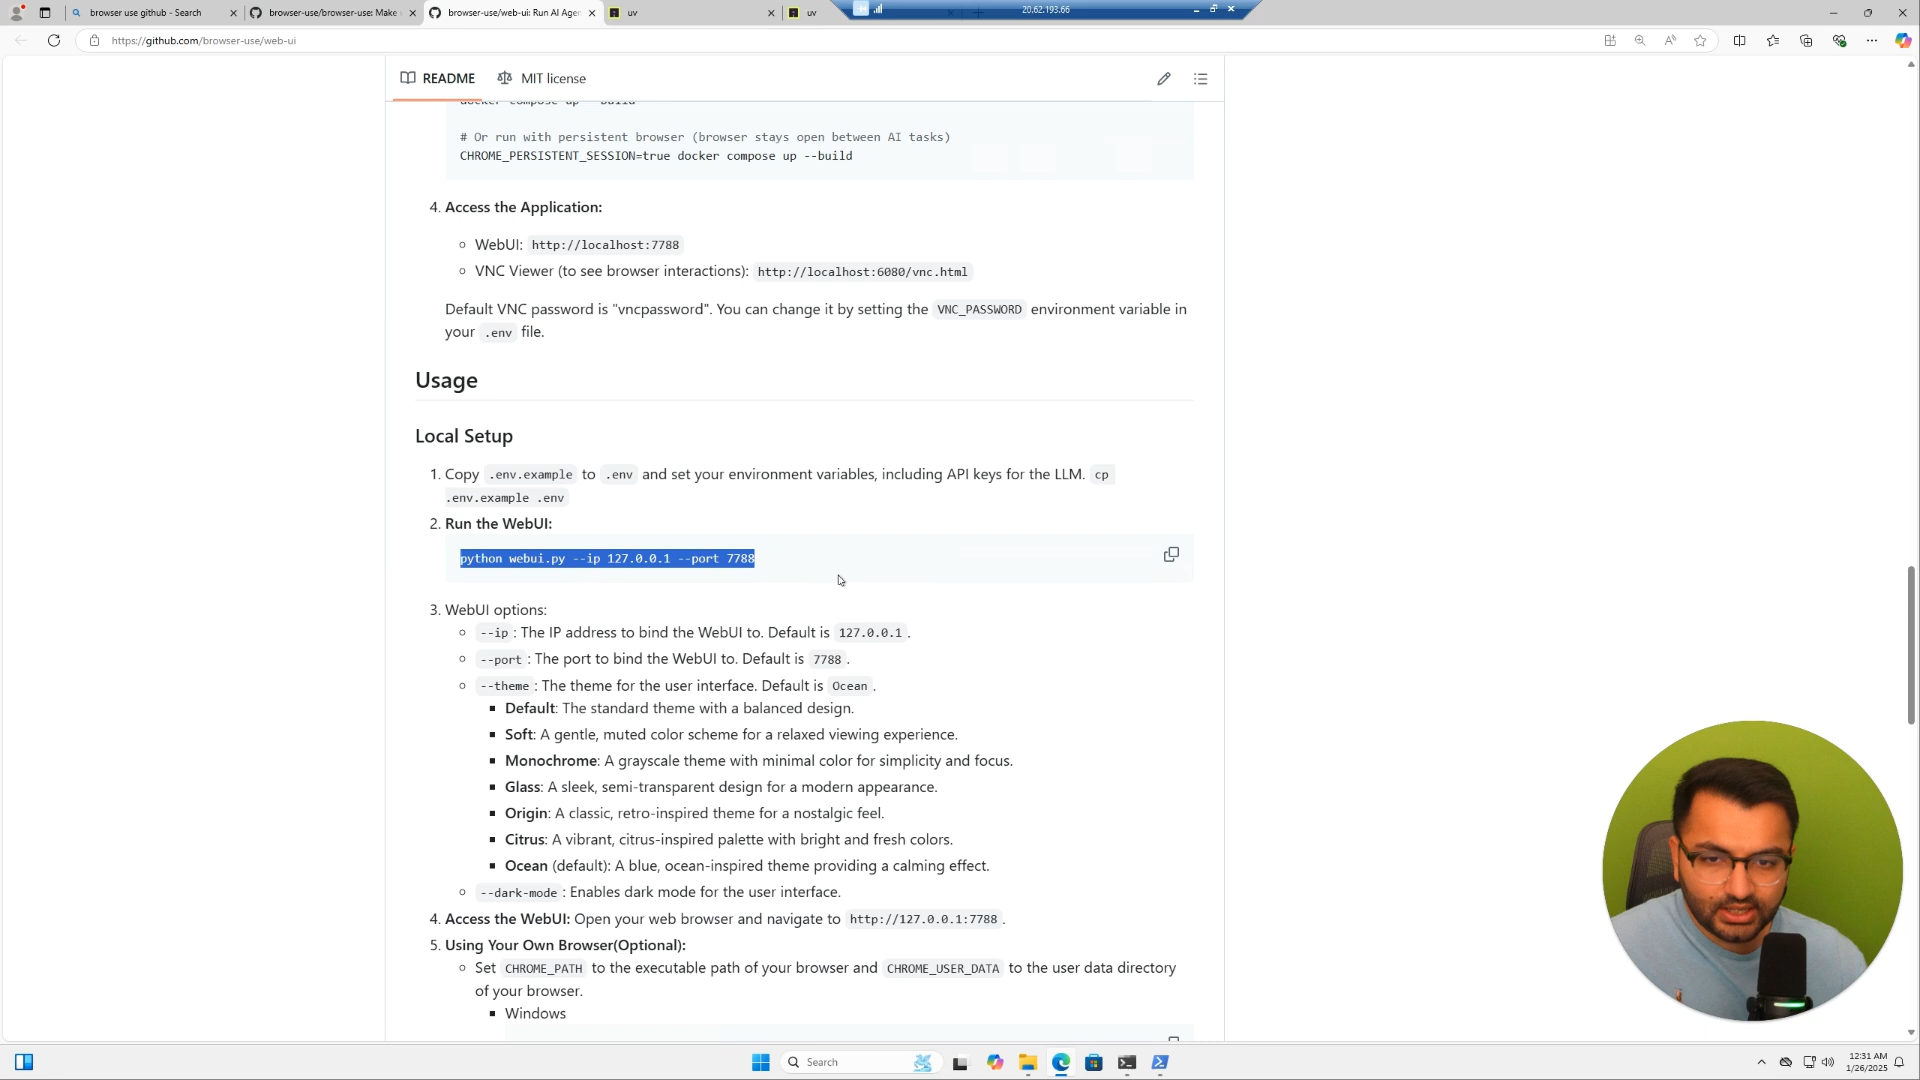 browser use github - Search
browser-use/browser-use: Make
browser-use/web-ui: Run AI Agen
uv
uv
20.62.193.66
https://github.com/browser-use/web-ui
README
MIT license
docker compose up --build
# Or run with persistent browser (browser stays open between AI tasks)
CHROME_PERSISTENT_SESSION=true docker compose up --build
4. Access the Application:
WebUI: http://localhost:7788
VNC Viewer (to see browser interactions): http://localhost:6080/vnc.html
Default VNC password is "vncpassword". You can change it by setting the VNC_PASSWORD environment variable in
your .env file.
Usage
Local Setup
1. Copy .env.example to .env and set your environment variables, including API keys for the LLM. cp
.env.example .env
2. Run the WebUI:
python webui.py --ip 127.0.0.1 --port 7788
3. WebUI options:
--ip : The IP address to bind the WebUI to. Default is 127.0.0.1 .
--port : The port to bind the WebUI to. Default is 7788 .
--theme : The theme for the user interface. Default is Ocean .
Default: The standard theme with a balanced design.
Soft: A gentle, muted color scheme for a relaxed viewing experience.
Monochrome: A grayscale theme with minimal color for simplicity and focus.
Glass: A sleek, semi-transparent design for a modern appearance.
Origin: A classic, retro-inspired theme for a nostalgic feel.
Citrus: A vibrant, citrus-inspired palette with bright and fresh colors.
Ocean (default): A blue, ocean-inspired theme providing a calming effect.
--dark-mode : Enables dark mode for the user interface.
4. Access the WebUI: Open your web browser and navigate to http://127.0.0.1:7788 .
5. Using Your Own Browser(Optional):
Set CHROME_PATH to the executable path of your browser and CHROME_USER_DATA to the user data directory
of your browser.
Windows
Search
12:31 AM
1/26/2025